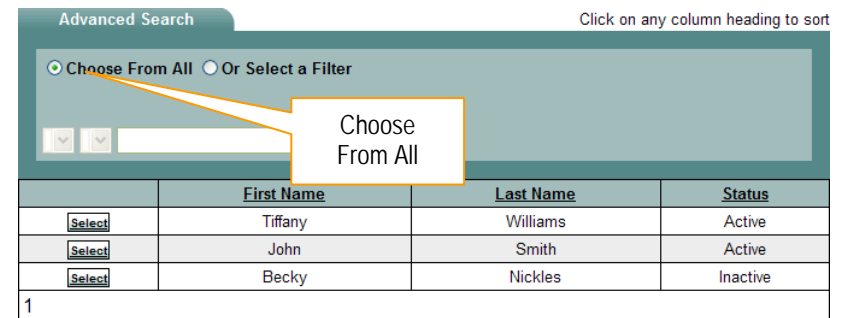 Advanced Search Click on any column heading to sort
Choose From All Or Select a Filter
Choose
From All
First Name Last Name Status
Select Tiffany Williams Active
Select John Smith Active
Select Becky Nickles Inactive
1